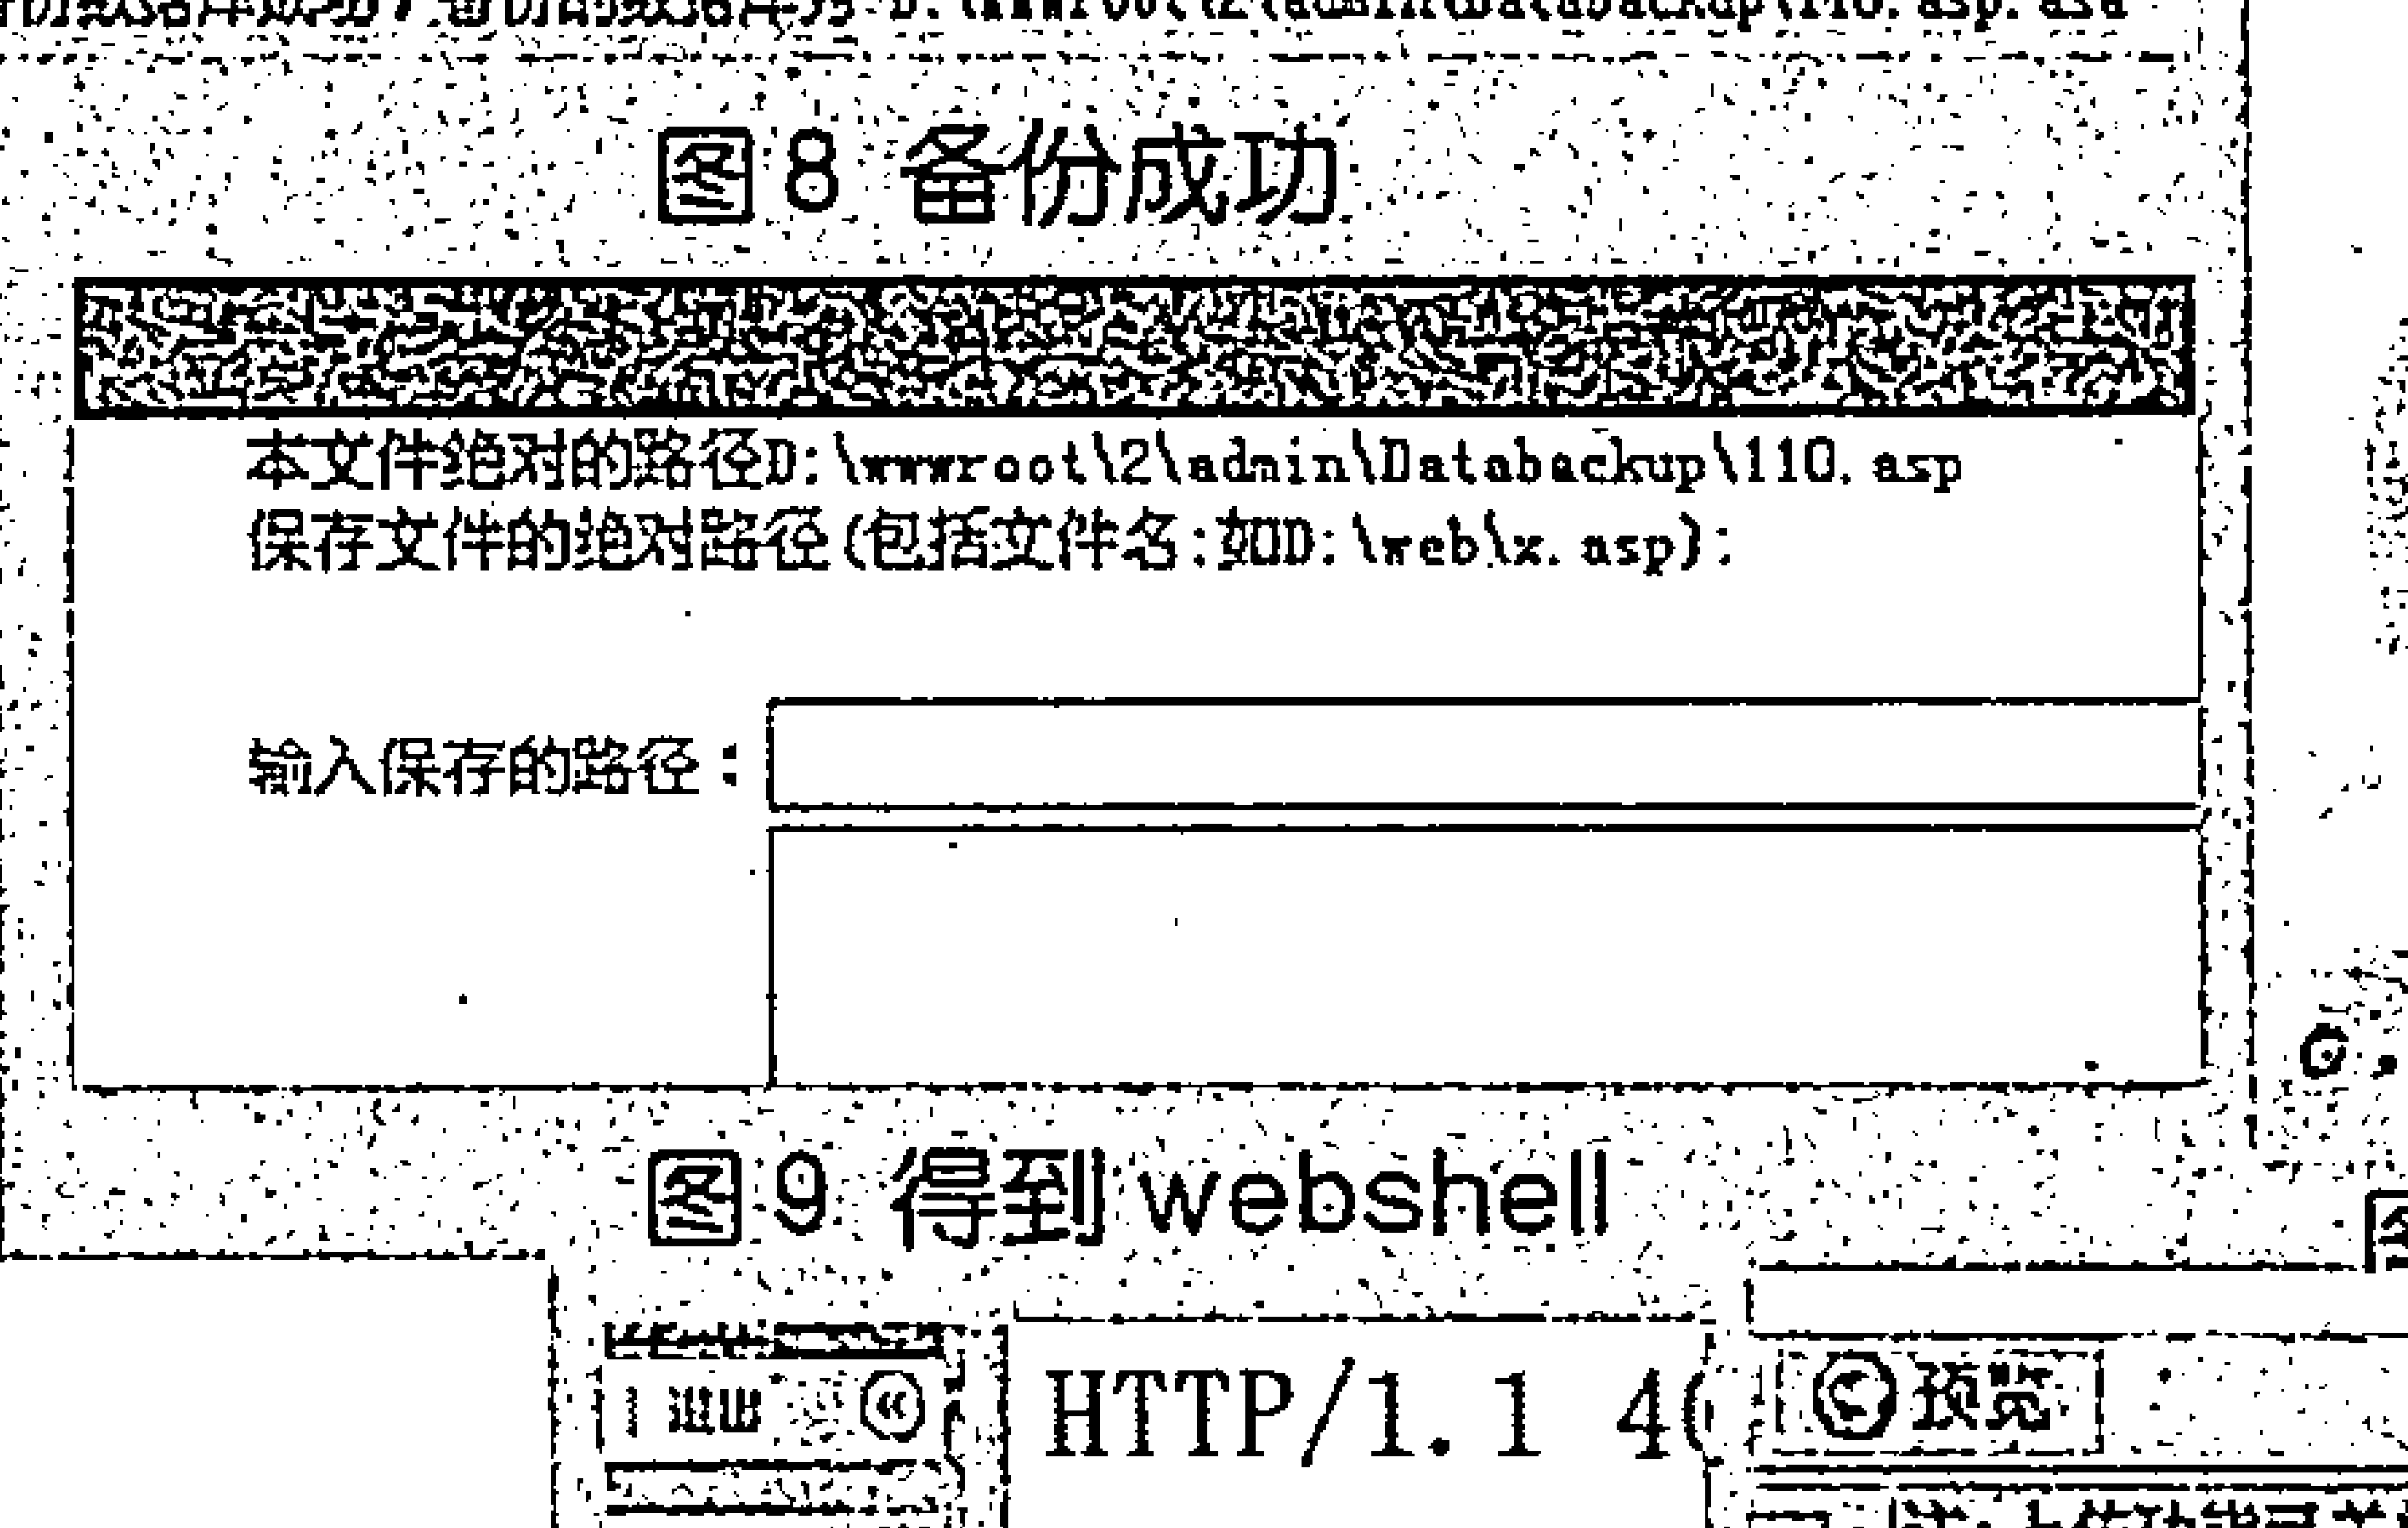 图8 备份成功
本文件绝对的路径D:\wwwroot\2\admin\Databackup\110.asp
保存文件的绝对路径(包括文件名:如D:\web\x.asp):
输入保存的路径：
图9 得到webshell
退出
HTTP/1.1 4
预览